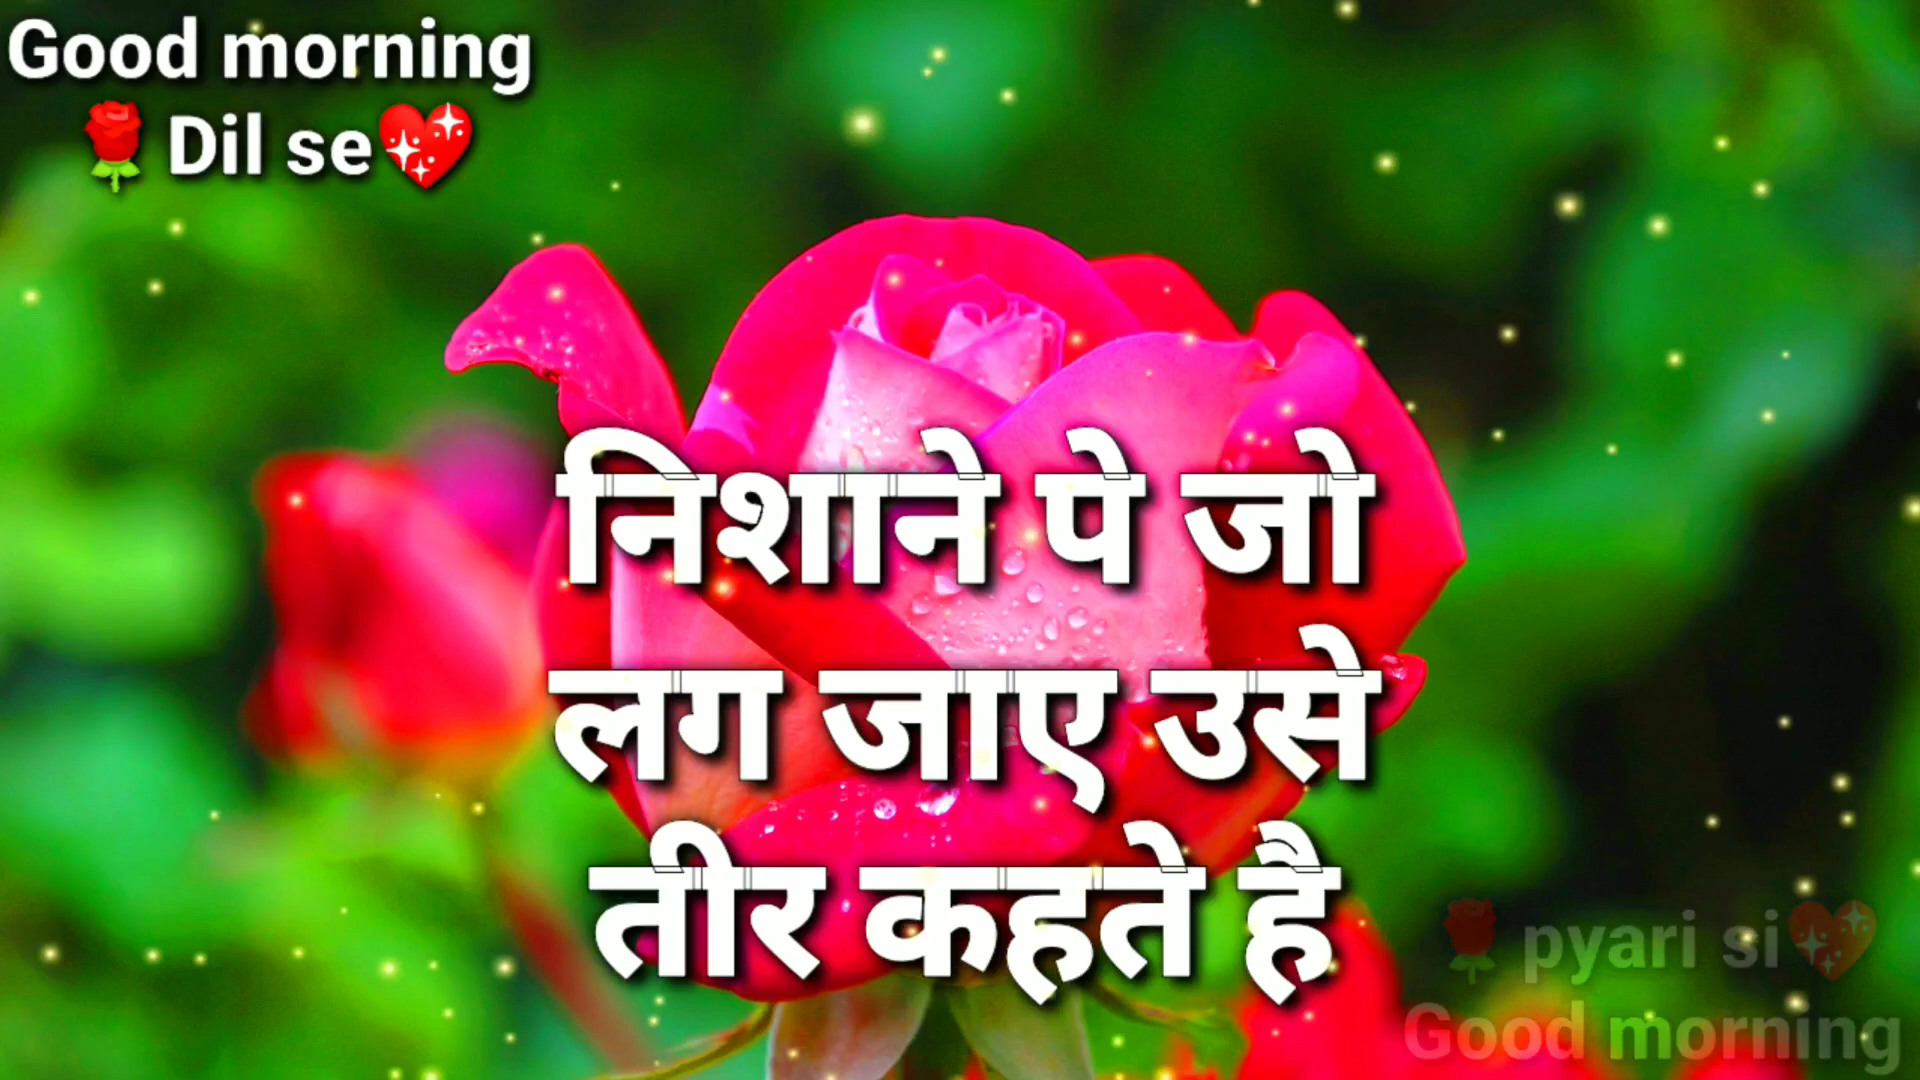 Good morning
🌹Dil se💖
निशाने पे जो
लग जाए उसे
तीर कहते है
🌹pyari si💖
Good morning